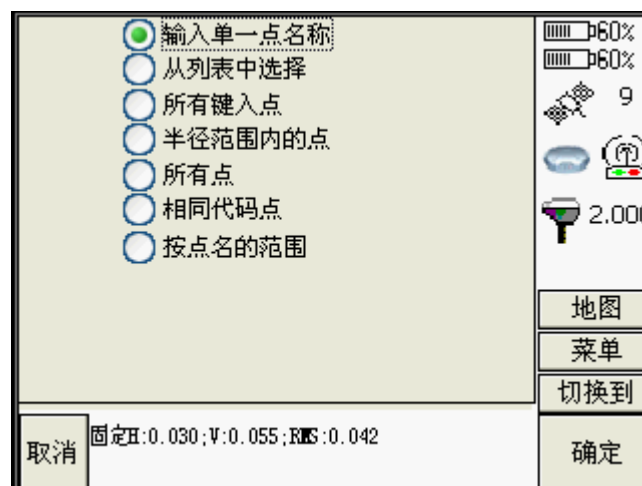 输入单一点名称
从列表中选择
所有键入点
半径范围内的点
所有点
相同代码点
按点名的范围
60%
60%
9
2.000
地图
菜单
切换到
取消
固定H:0.030;V:0.055;RMS:0.042
确定